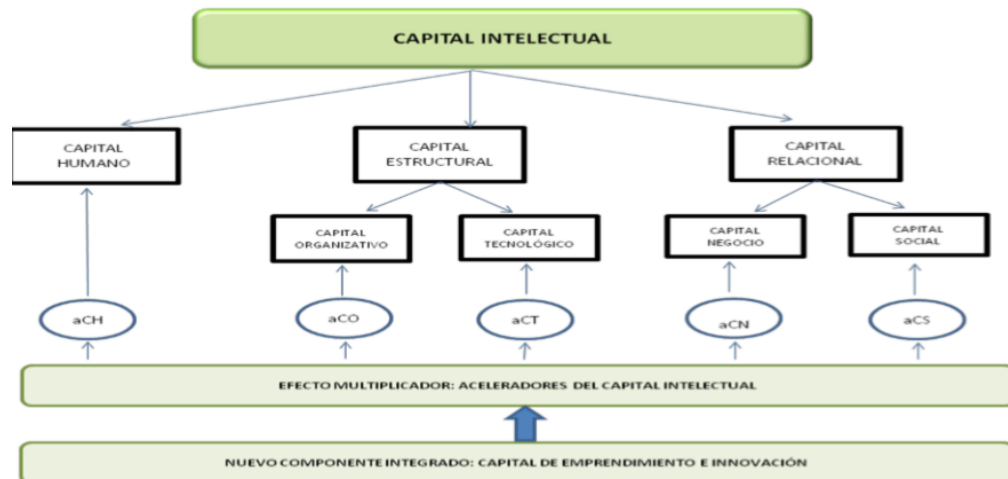 CAPITAL INTELECTUAL
CAPITAL
HUMANO
CAPITAL
ESTRUCTURAL
CAPITAL
RELACIONAL
CAPITAL
ORGANIZATIVO
CAPITAL
TECNOLÓGICO
CAPITAL
NEGOCIO
CAPITAL
SOCIAL
aCH
aCO
aCT
aCN
aCS
EFECTO MULTIPLICADOR: ACELERADORES DEL CAPITAL INTELECTUAL
NUEVO COMPONENTE INTEGRADO: CAPITAL DE EMPRENDIMIENTO E INNOVACIÓN